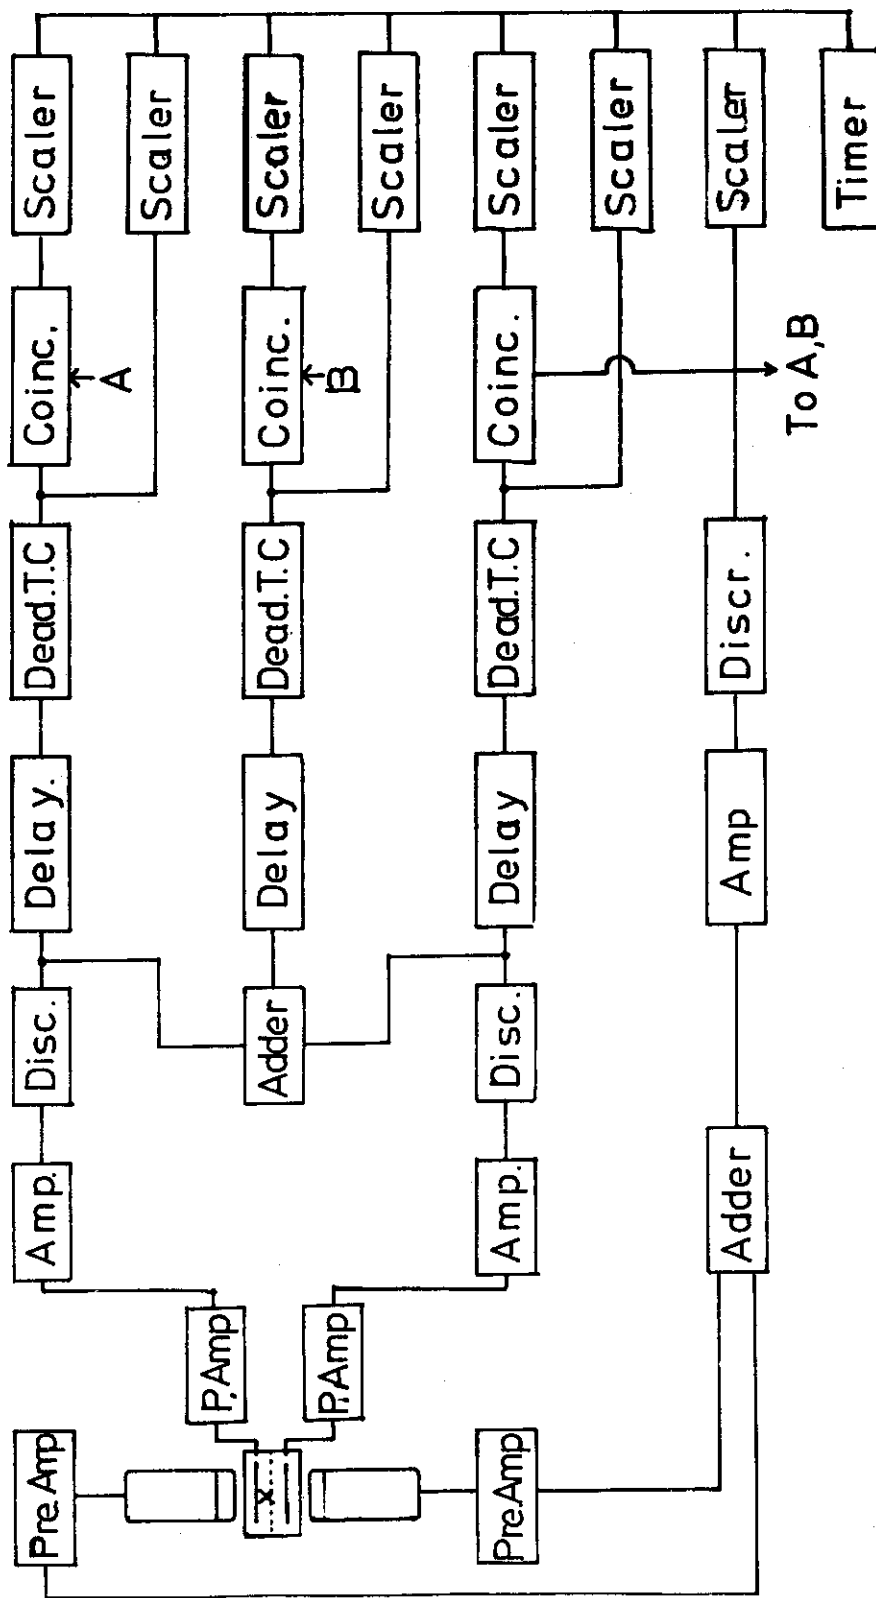 Pre.Amp
P.Amp
Amp.
Disc.
Delay.
Dead.T.C
Coinc.
A
Scaler
Scaler
Adder
Delay
Dead.T.C
Coinc.
B
Scaler
Scaler
P.Amp
Amp.
Disc.
Delay
Dead.T.C
Coinc.
Scaler
Scaler
Pre.Amp
Adder
Amp
Discr.
To A,B
Scaler
Timer